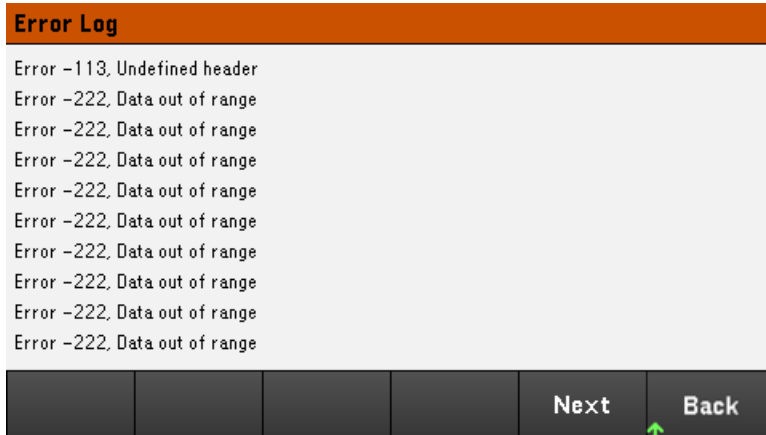 Error Log
Error -113, Undefined header
Error -222, Data out of range
Error -222, Data out of range
Error -222, Data out of range
Error -222, Data out of range
Error -222, Data out of range
Error -222, Data out of range
Error -222, Data out of range
Error -222, Data out of range
Error -222, Data out of range
Next Back